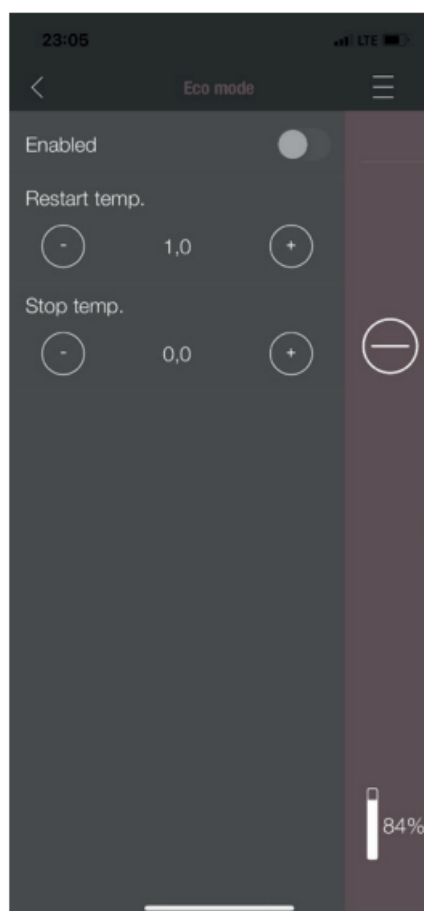 23:05 LTE
Eco mode
Enabled
Restart temp.
- 1,0 +
Stop temp.
- 0,0 +
84%